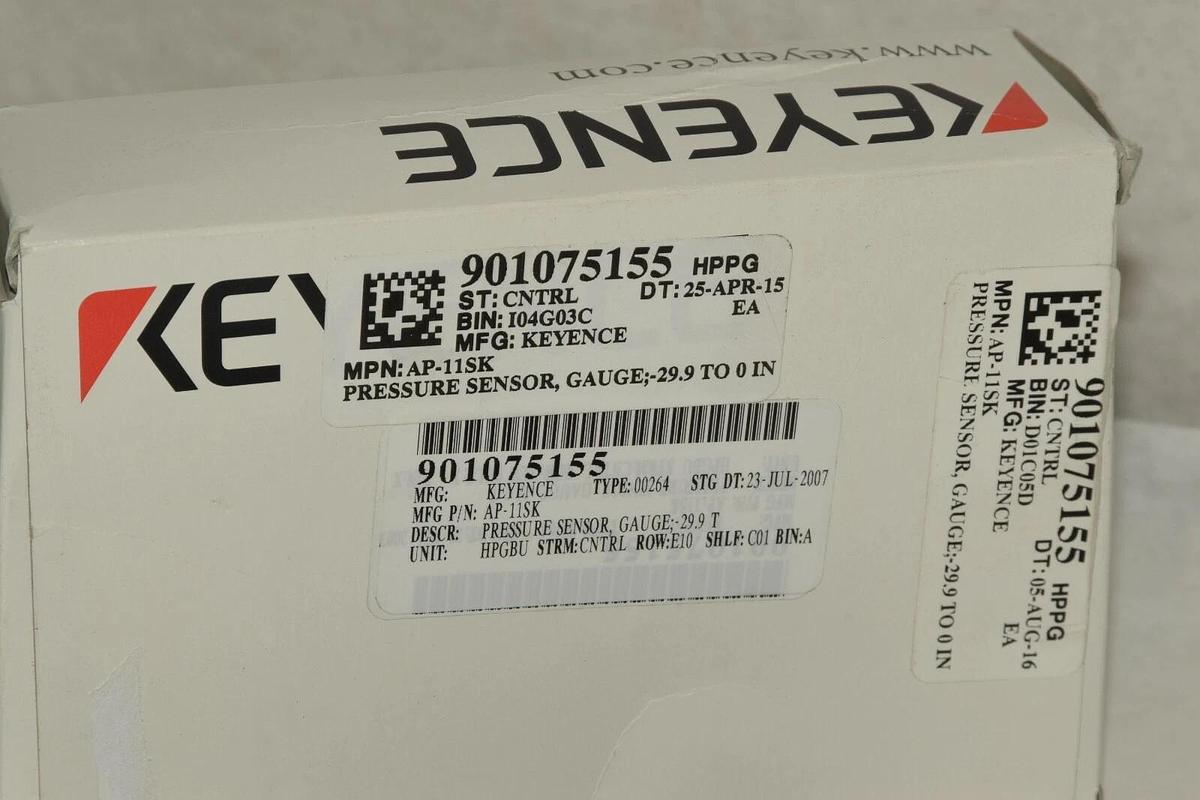 www.keyence.com
KEYENCE
KEY
901075155 HPPG
ST: CNTRL DT: 25-APR-15
BIN: I04G03C EA
MFG: KEYENCE
MPN: AP-11SK
PRESSURE SENSOR, GAUGE;-29.9 TO 0 IN
901075155
MFG: KEYENCE TYPE: 00264 STG DT: 23-JUL-2007
MFG P/N: AP-11SK
DESCR: PRESSURE SENSOR, GAUGE;-29.9 T
UNIT: HPGBU STRM:CNTRL ROW:E10 SHLF: C01 BIN:A
901075155 HPPG
ST: CNTRL DT: 05-AUG-16
BIN: D01C05D EA
MFG: KEYENCE
MPN: AP-11SK
PRESSURE SENSOR, GAUGE;-29.9 TO 0 IN